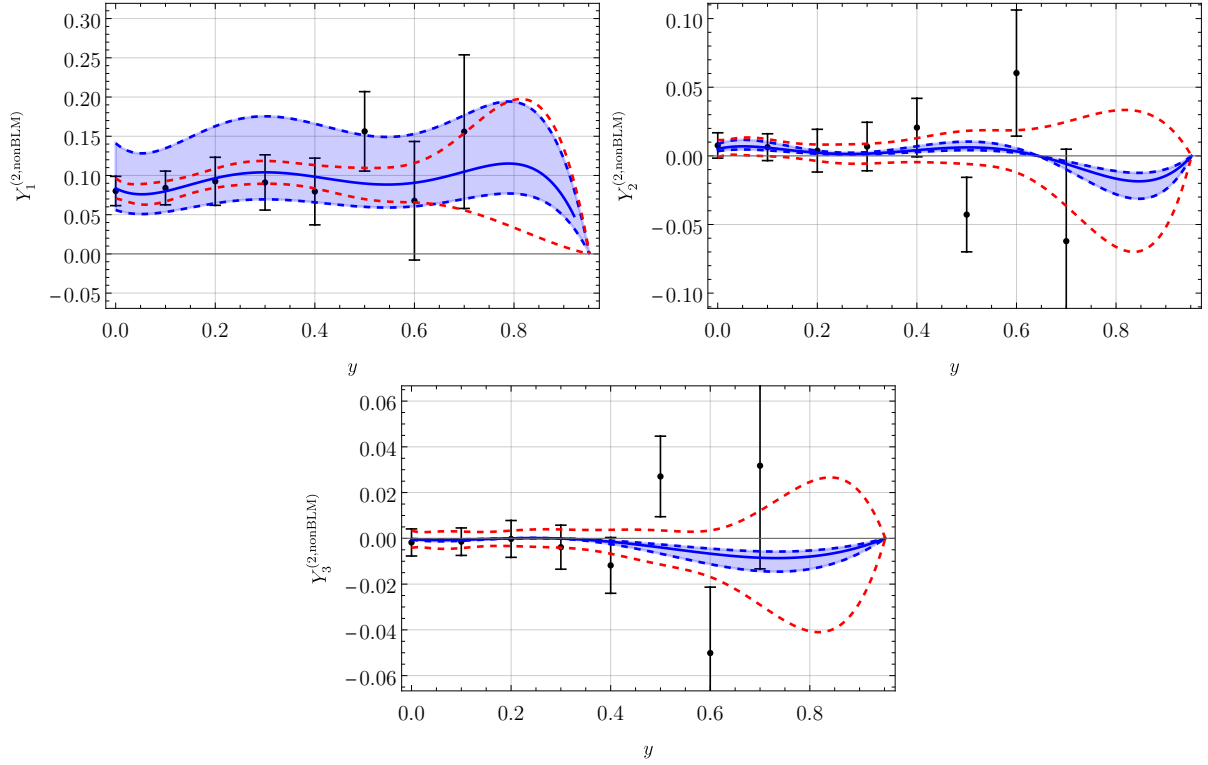 0.30
0.25
0.20
0.15
0.10
0.05
0.00
−0.05
Y_1^{(2,nonBLM)}
0.0 0.2 0.4 0.6 0.8
y
0.10
0.05
0.00
−0.05
−0.10
Y_2^{(2,nonBLM)}
0.0 0.2 0.4 0.6 0.8
y
0.06
0.04
0.02
0.00
−0.02
−0.04
−0.06
Y_3^{(2,nonBLM)}
0.0 0.2 0.4 0.6 0.8
y